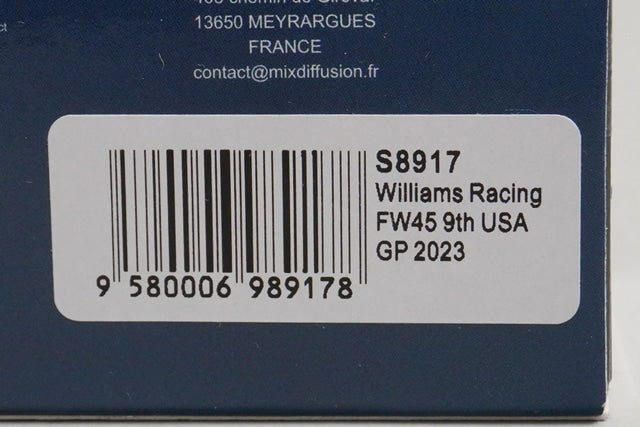 13650 MEYRARGUES
FRANCE
contact@mixdiffusion.fr
S8917
Williams Racing
FW45 9th USA
GP 2023
9 580006 989178